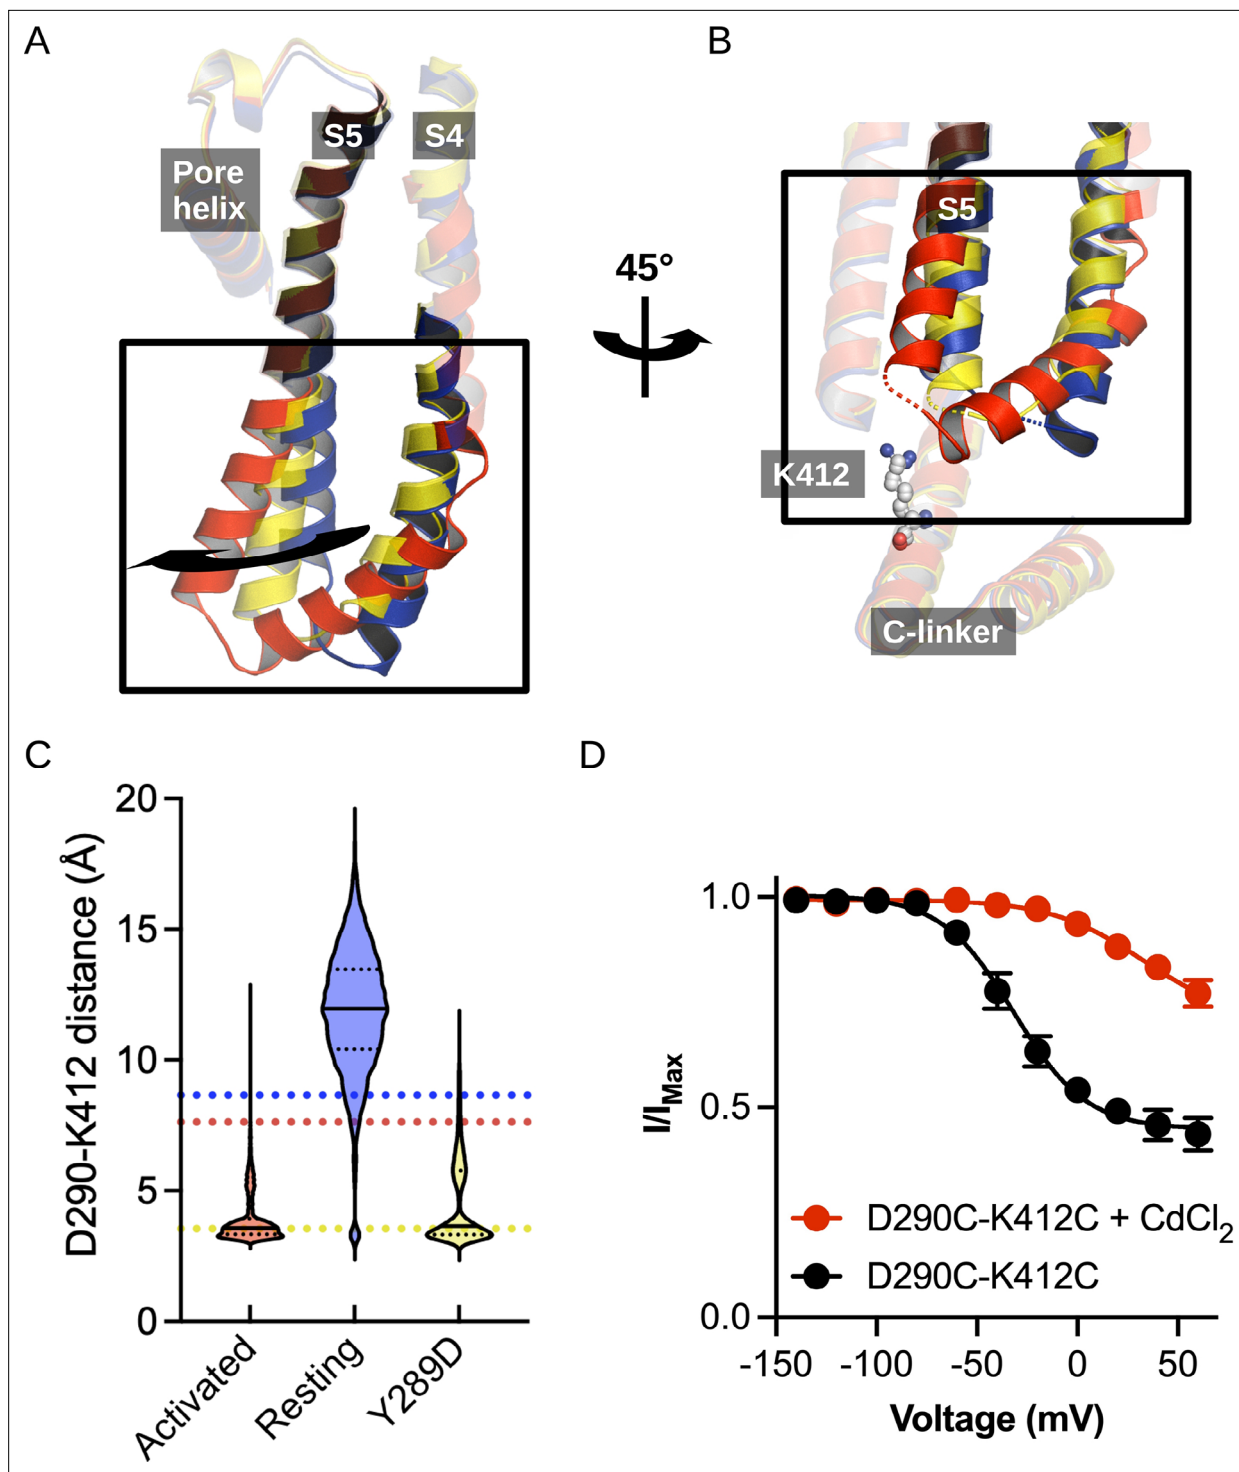 A
B
S5
S4
Pore
helix
S5
45°
K412
C-linker
C
D
D290-K412 distance (Å)
20
15
10
5
0
Activated
Resting
Y289D
I/I_Max
1.0
0.5
0.0
D290C-K412C + CdCl₂
D290C-K412C
-150
-100
-50
0
50
Voltage (mV)